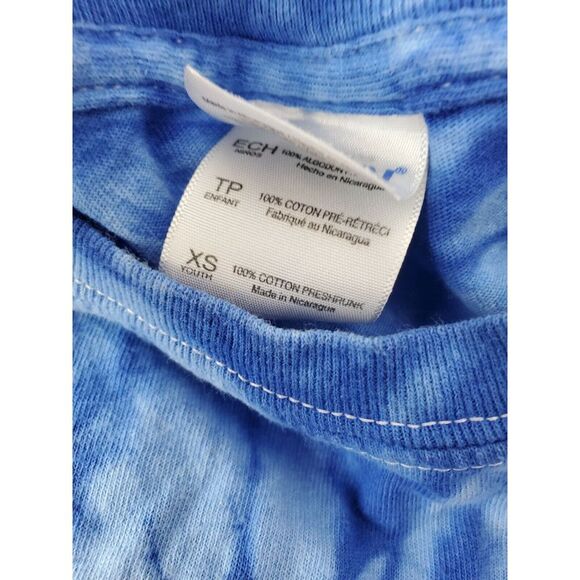 ECH 100% ALGODÓN
NIÑOS Hecho en Nicaragua
TP 100% COTON PRÉ-RÉTRÉCI
ENFANT Fabriqué au Nicaragua
XS 100% COTTON PRESHRUNK
YOUTH Made in Nicaragua